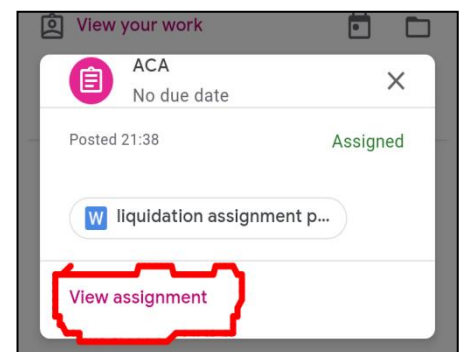 View your work
ACA
No due date
Posted 21:38 Assigned
W liquidation assignment p...
View assignment